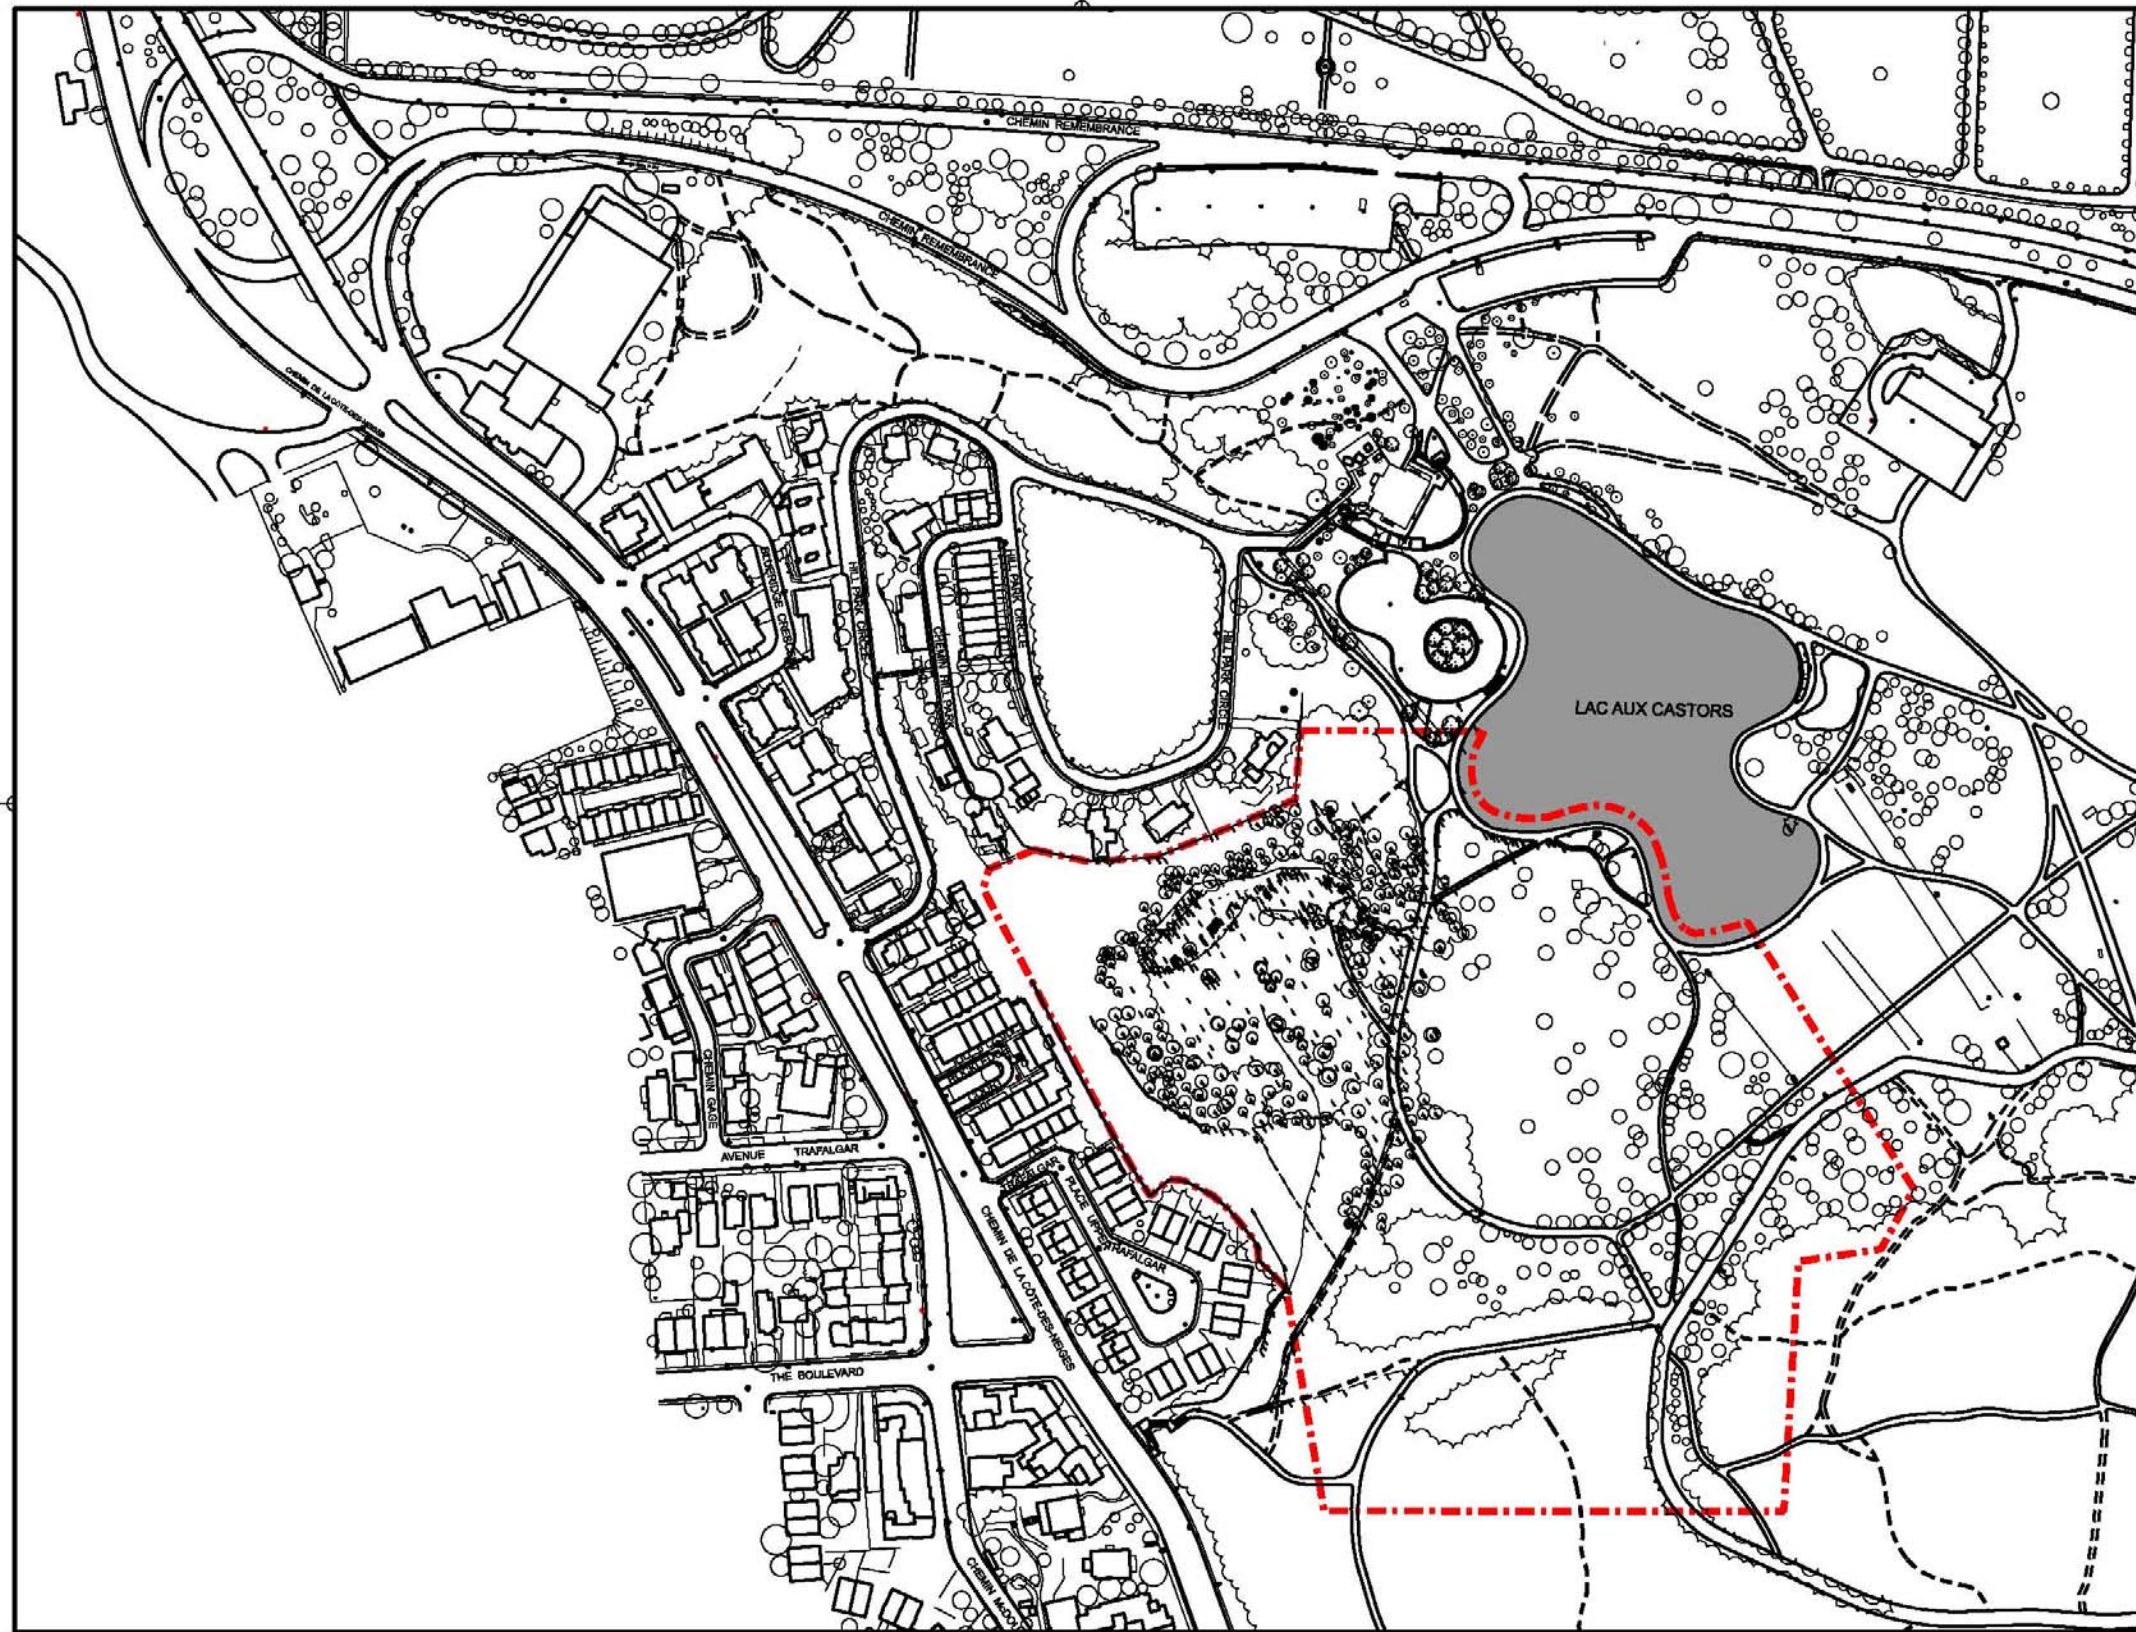 CHEMIN REMEMBRANCE
CHEMIN REMEMBRANCE
CHEMIN DE LA CÔTE-DES-NEIGES
HILL PARK CIRCLE
HILL PARK CIRCLE
CHEMIN HILL PARK
HILL PARK CIRCLE
LAC AUX CASTORS
CHEMIN GAGE
AVENUE TRAFALGAR
TRAFALGAR
PLACE UPPER TRAFALGAR
CHEMIN DE LA CÔTE-DES-NEIGES
THE BOULEVARD